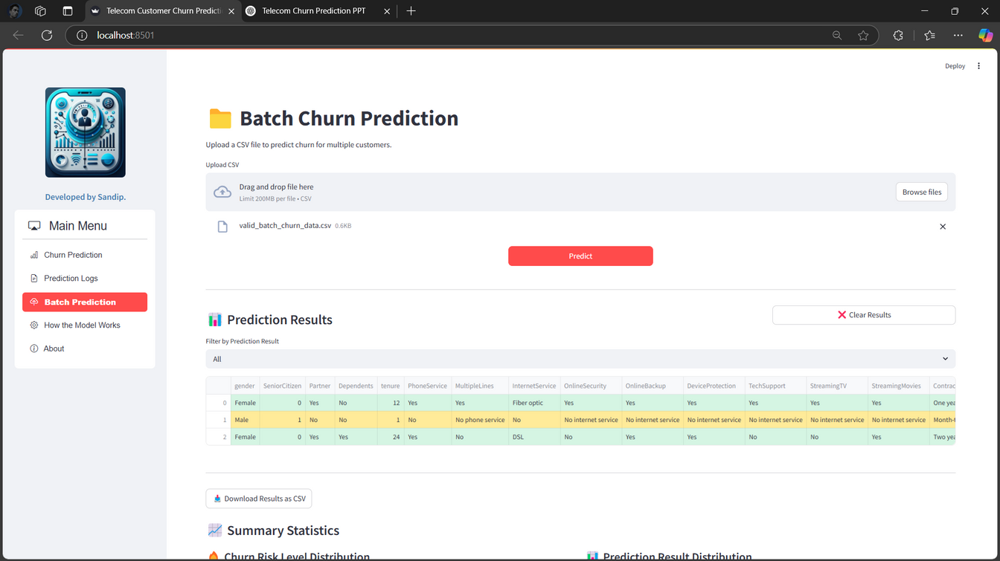 Telecom Customer Churn Predicti
Telecom Churn Prediction PPT
localhost:8501
Deploy
Developed by Sandip.
Main Menu
Churn Prediction
Prediction Logs
Batch Prediction
How the Model Works
About
Batch Churn Prediction
Upload a CSV file to predict churn for multiple customers.
Upload CSV
Drag and drop file here
Limit 200MB per file • CSV
Browse files
valid_batch_churn_data.csv 0.6KB
Predict
Prediction Results
Clear Results
Filter by Prediction Result
All
gender SeniorCitizen Partner Dependents tenure PhoneService MultipleLines InternetService OnlineSecurity OnlineBackup DeviceProtection TechSupport StreamingTV StreamingMovies Contrac
0 Female 0 Yes No 12 Yes Yes Fiber optic Yes Yes Yes Yes Yes Yes One yea
1 Male 1 No No 1 No No phone service No No internet service No internet service No internet service No internet service No internet service No internet service Month-t
2 Female 0 Yes Yes 24 Yes No DSL No Yes Yes No No Yes Two yea
Download Results as CSV
Summary Statistics
Churn Risk Level Distribution
Prediction Result Distribution